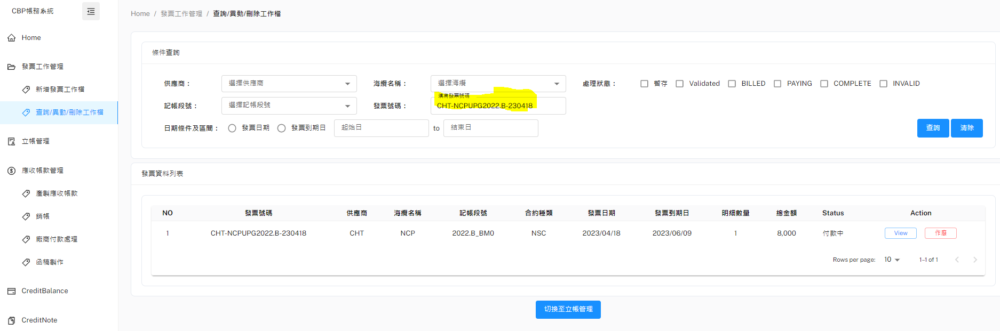 CBP帳務系統
Home
發票工作管理
新增發票工作檔
查詢/異動/刪除工作檔
立帳管理
應收帳款管理
產製應收帳款
銷帳
廠商付款處理
函稿製作
CreditBalance
CreditNote
Home / 發票工作管理 / 查詢/異動/刪除工作檔
條件查詢
供應商： 選擇供應商 海纜名稱： 選擇海纜 處理狀態： 暫存 Validated BILLED PAYING COMPLETE INVALID
填寫發票號碼
記帳段號： 選擇記帳段號 發票號碼： CHT-NCPUPG2022.B-230418
日期條件及區間： 發票日期 發票到期日 起始日 to 結束日 查詢 清除
發票資料列表
NO 發票號碼 供應商 海纜名稱 記帳段號 合約種類 發票日期 發票到期日 明細數量 總金額 Status Action
1 CHT-NCPUPG2022.B-230418 CHT NCP 2022.B_BM0 NSC 2023/04/18 2023/06/09 1 8,000 付款中 View 作廢
Rows per page: 10 1–1 of 1
切換至立帳管理